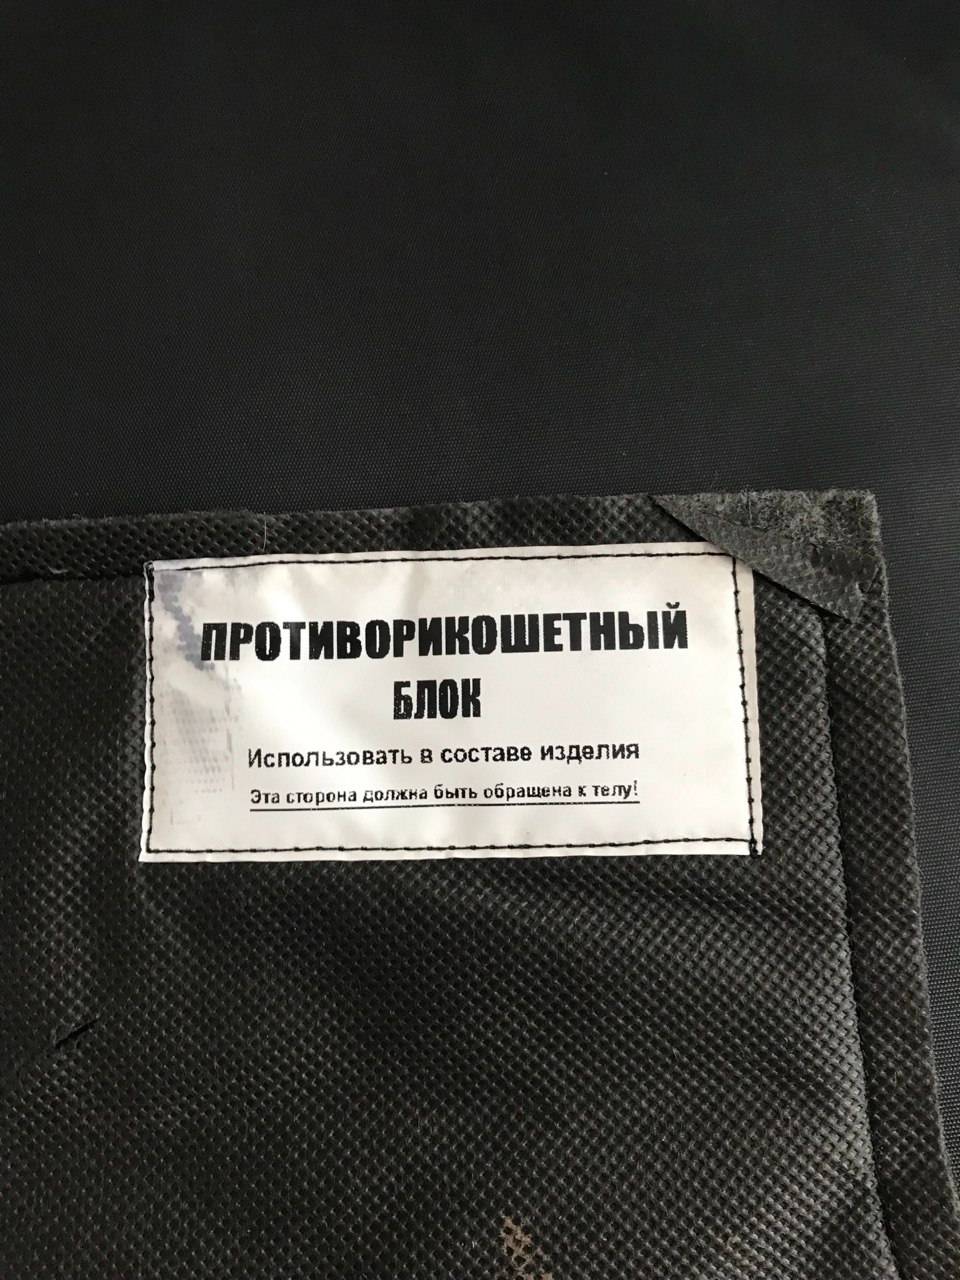 ПРОТИВОРИКОШЕТНЫЙ
БЛОК
Использовать в составе изделия
Эта сторона должна быть обращена к телу!